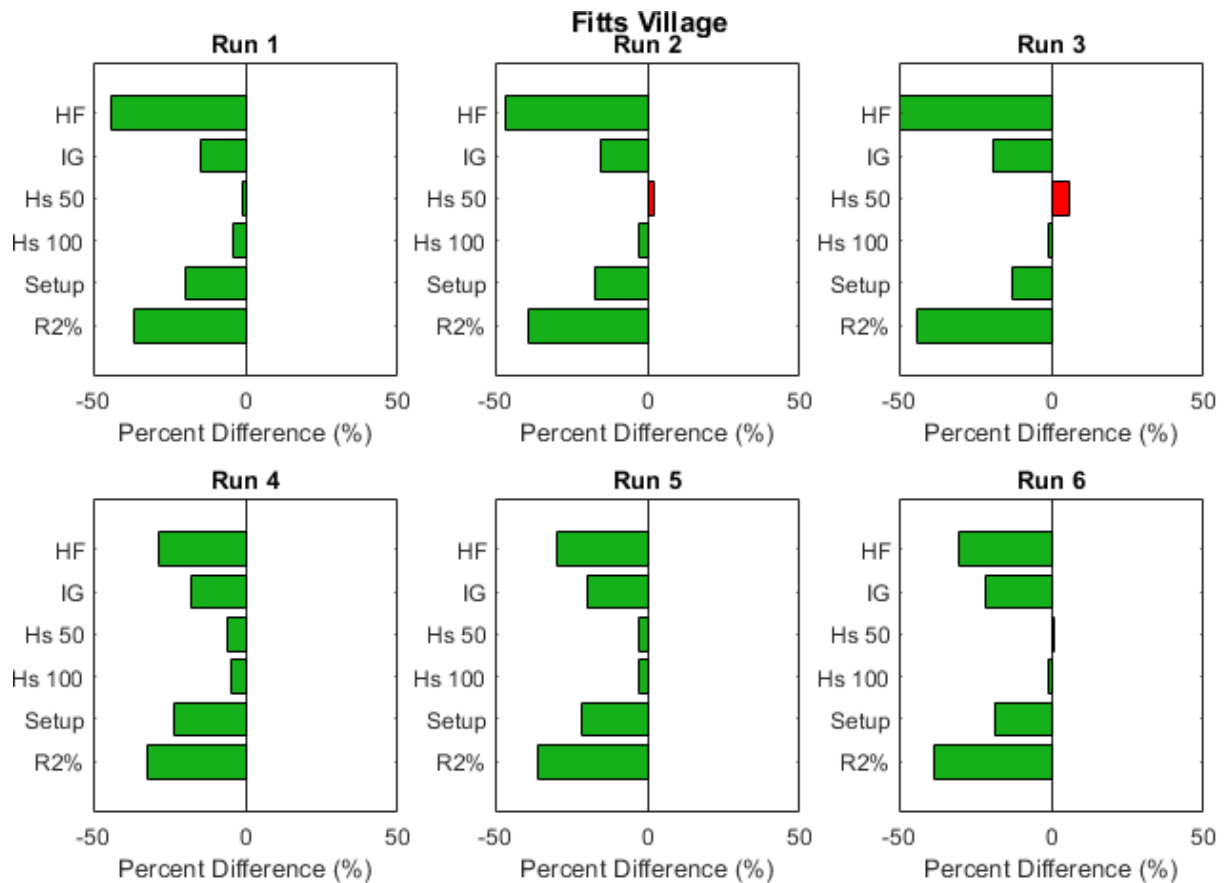 Fitts Village
Run 1
HF
IG
Hs 50
Hs 100
Setup
R2%
-50 0 50
Percent Difference (%)
Run 2
HF
IG
Hs 50
Hs 100
Setup
R2%
-50 0 50
Percent Difference (%)
Run 3
HF
IG
Hs 50
Hs 100
Setup
R2%
-50 0 50
Percent Difference (%)
Run 4
HF
IG
Hs 50
Hs 100
Setup
R2%
-50 0 50
Percent Difference (%)
Run 5
HF
IG
Hs 50
Hs 100
Setup
R2%
-50 0 50
Percent Difference (%)
Run 6
HF
IG
Hs 50
Hs 100
Setup
R2%
-50 0 50
Percent Difference (%)